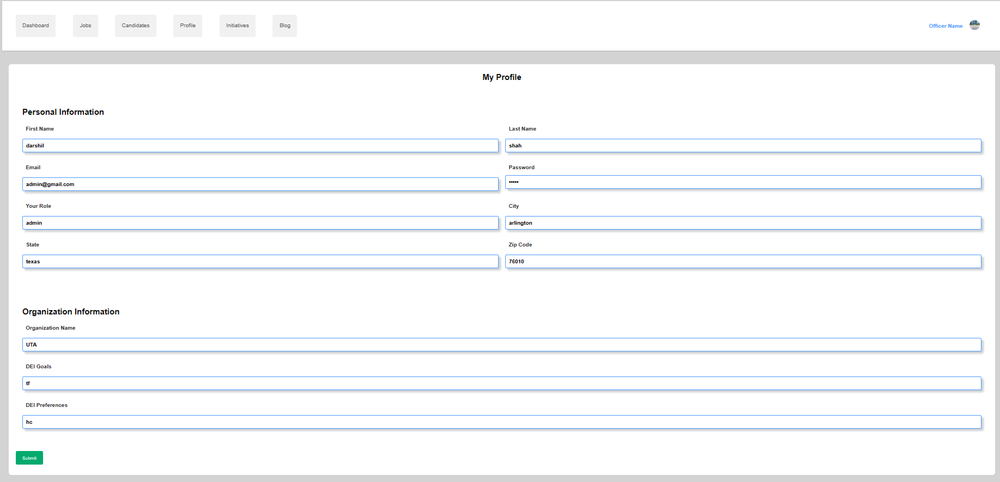 Dashboard Jobs Candidates Profile Initiatives Blog Officer Name
My Profile
Personal Information
First Name Last Name
darshil shah
Email Password
admin@gmail.com •••••
Your Role City
admin arlington
State Zip Code
texas 76010
Organization Information
Organization Name
UTA
DEI Goals
tf
DEI Preferences
hc
Submit